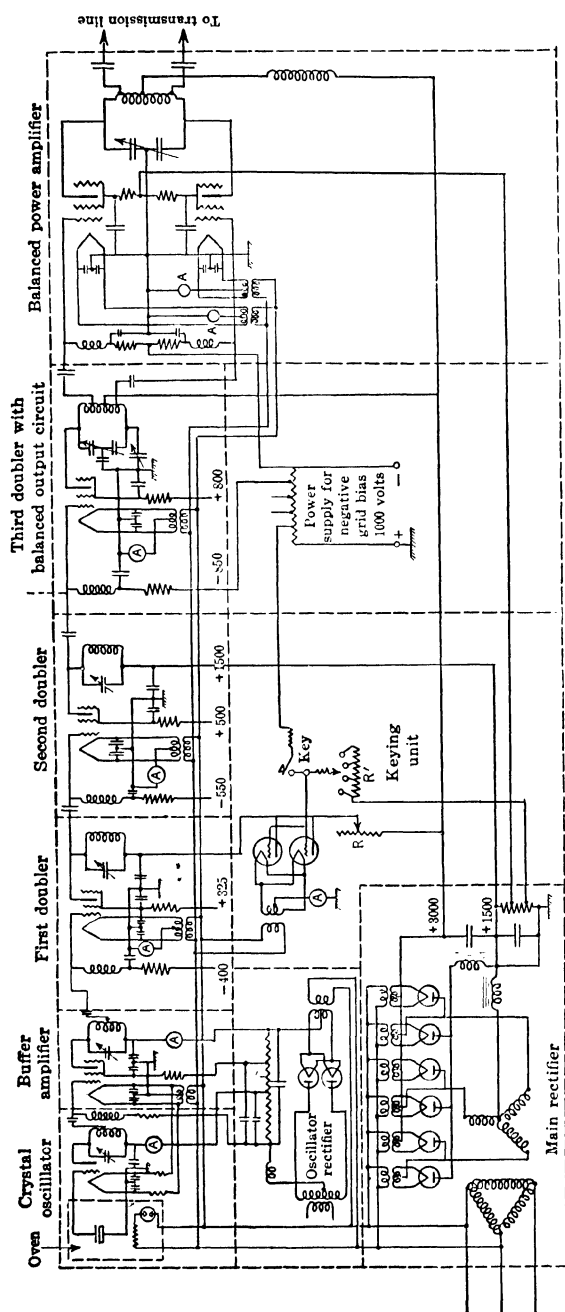 Oven
Crystal
oscillator
Buffer
amplifier
First doubler
Second doubler
Third doubler with
balanced output circuit
Balanced power amplifier
To transmission line
A
A
A
-400
+325
A
-550
+500
+1500
A
-850
+800
A
A
Oscillator
rectifier
A
Key
R
R'
Keying
unit
Power
supply for
negative
grid bias
1000 volts
+
-
+3000
+1500
Main rectifier